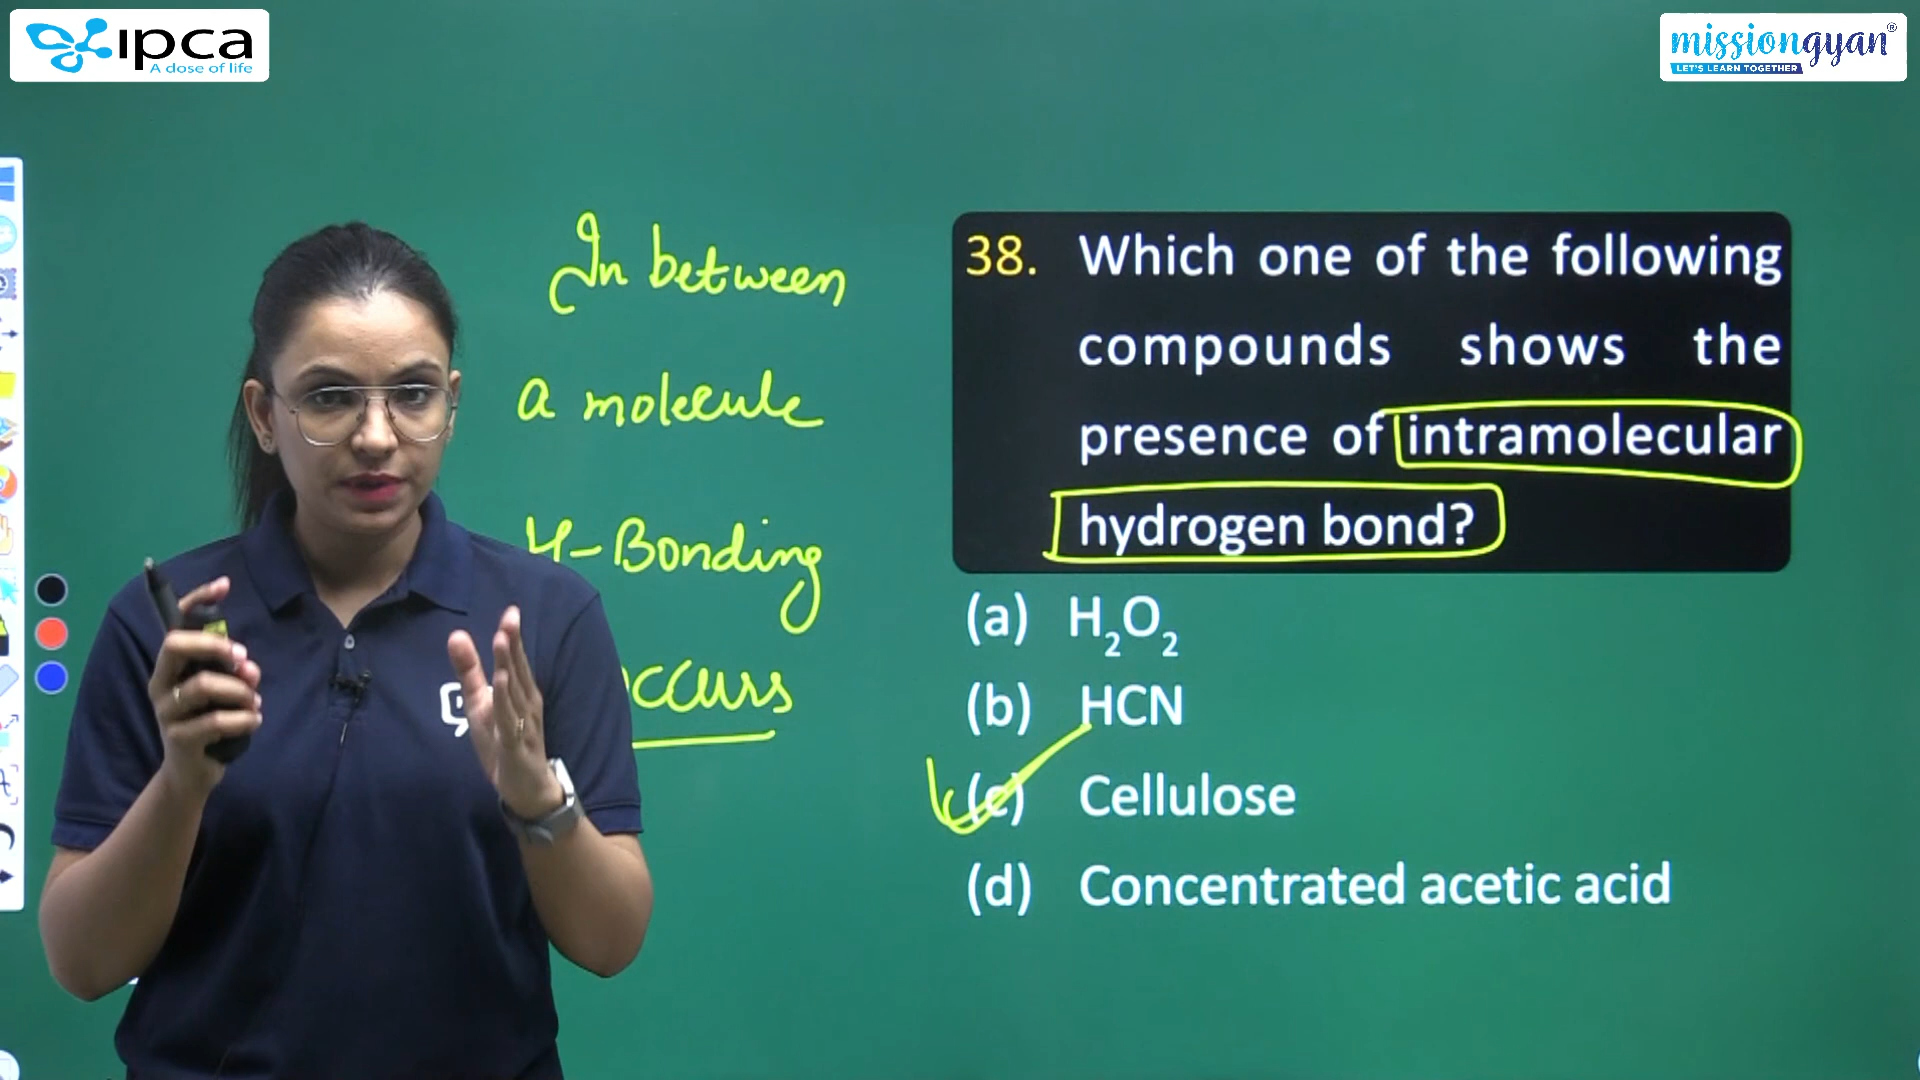 ipca
A dose of life
missiongyan®
LET'S LEARN TOGETHER
In between
a molecule
H-Bonding
occurs
38. Which one of the following
compounds shows the
presence of intramolecular
hydrogen bond?
(a) H₂O₂
(b) HCN
(c) Cellulose
(d) Concentrated acetic acid